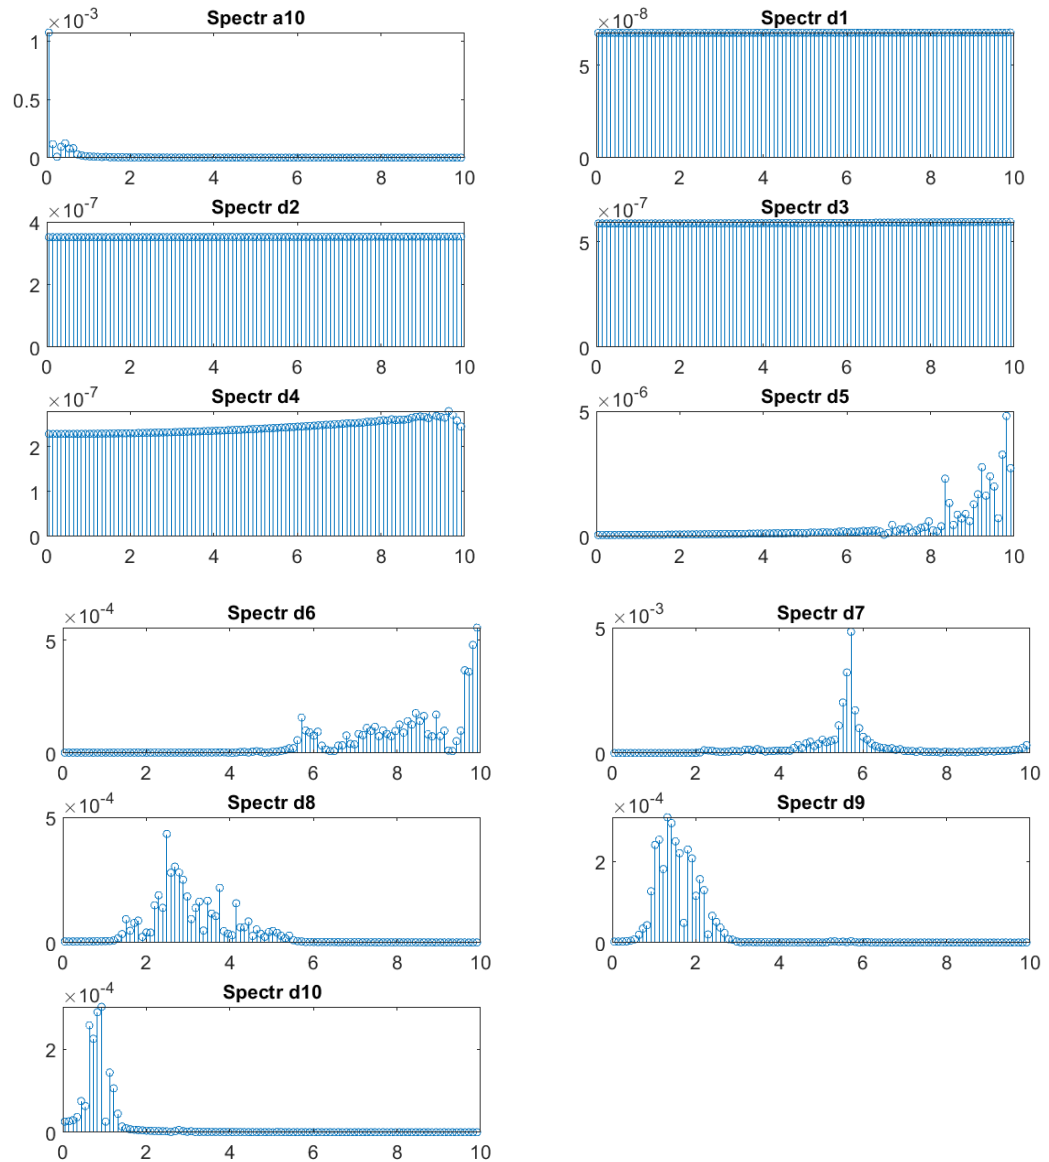 ×10^-3 Spectr a10
1
0.5
0
0 2 4 6 8 10
×10^-8 Spectr d1
5
0
0 2 4 6 8 10
×10^-7 Spectr d2
4
2
0
0 2 4 6 8 10
×10^-7 Spectr d3
5
0
0 2 4 6 8 10
×10^-7 Spectr d4
2
1
0
0 2 4 6 8 10
×10^-6 Spectr d5
5
0
0 2 4 6 8 10
×10^-4 Spectr d6
5
0
0 2 4 6 8 10
×10^-3 Spectr d7
5
0
0 2 4 6 8 10
×10^-4 Spectr d8
5
0
0 2 4 6 8 10
×10^-4 Spectr d9
2
0
0 2 4 6 8 10
×10^-4 Spectr d10
2
0
0 2 4 6 8 10